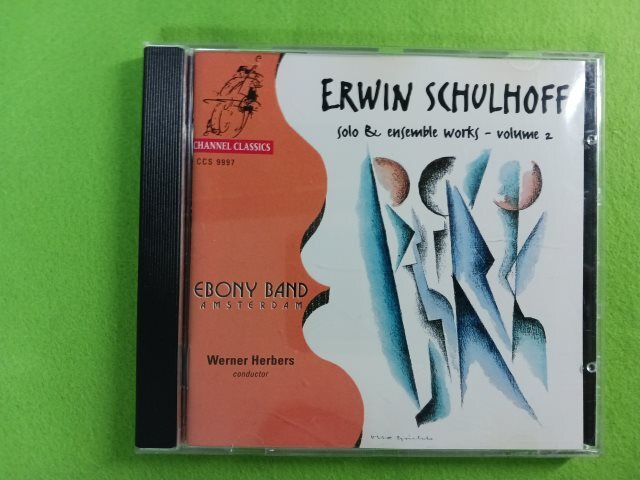 ERWIN SCHULHOFF
solo & ensemble works - volume 2
CHANNEL CLASSICS
CCS 9997
EBONY BAND
AMSTERDAM
Werner Herbers
conductor